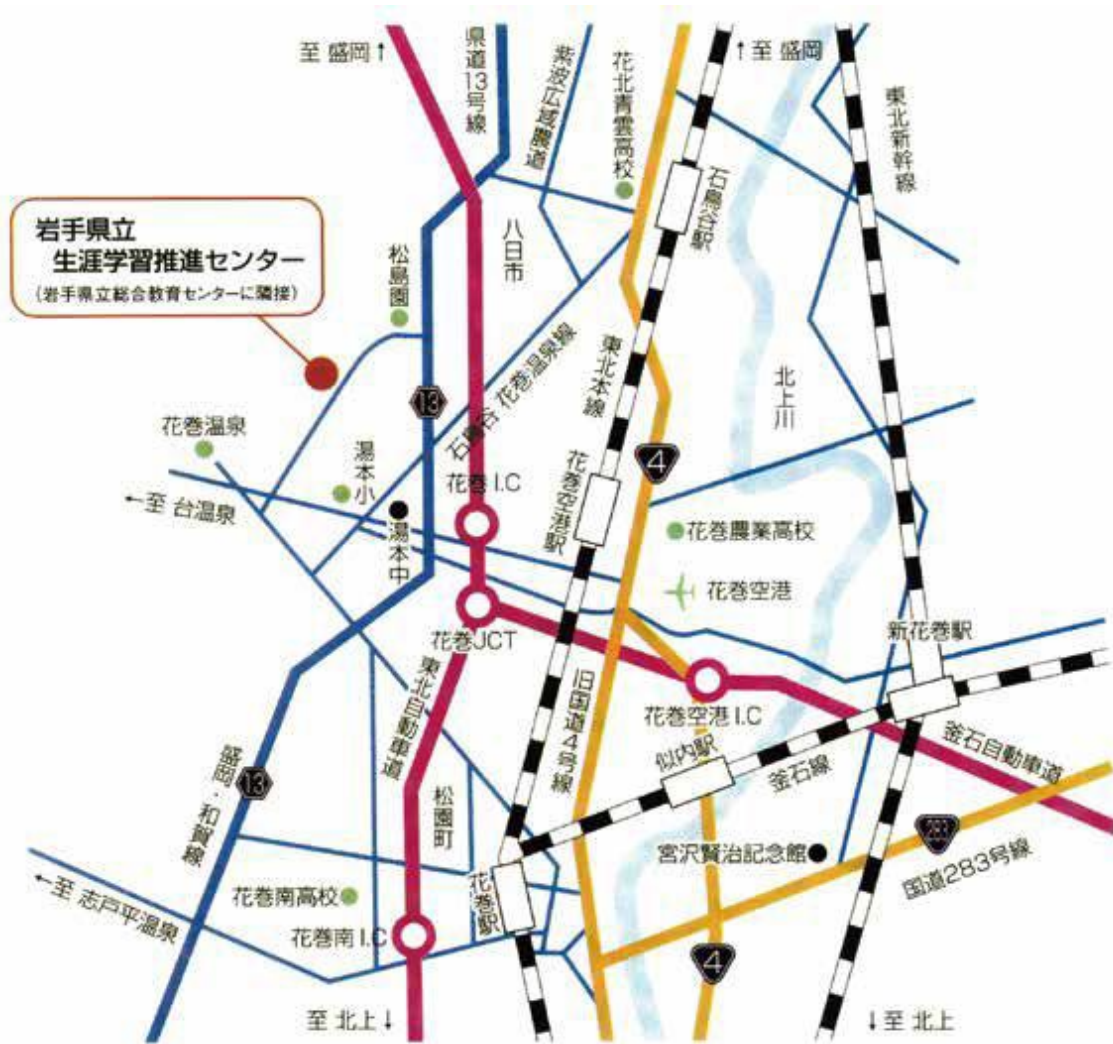 至 盛岡↑
県道13号線
紫波広域農道
花北青雲高校
↑至 盛岡
東北新幹線
石鳥谷駅
岩手県立
生涯学習推進センター
(岩手県立総合教育センターに隣接)
松島園
八日市
13
石鳥谷 花巻温泉線
東北本線
北上川
4
花巻温泉
湯本小
花巻 I.C
花巻空港駅
←至 台温泉
湯本中
花巻農業高校
花巻空港
花巻JCT
新花巻駅
東北自動車道
旧国道4号線
花巻空港 I.C
似内駅
釜石線
釜石自動車道
盛岡・和賀線
13
松園町
283
国道283号線
宮沢賢治記念館
←至 志戸平温泉
花巻南高校
花巻駅
花巻南 I.C
4
至 北上↓
↓至 北上